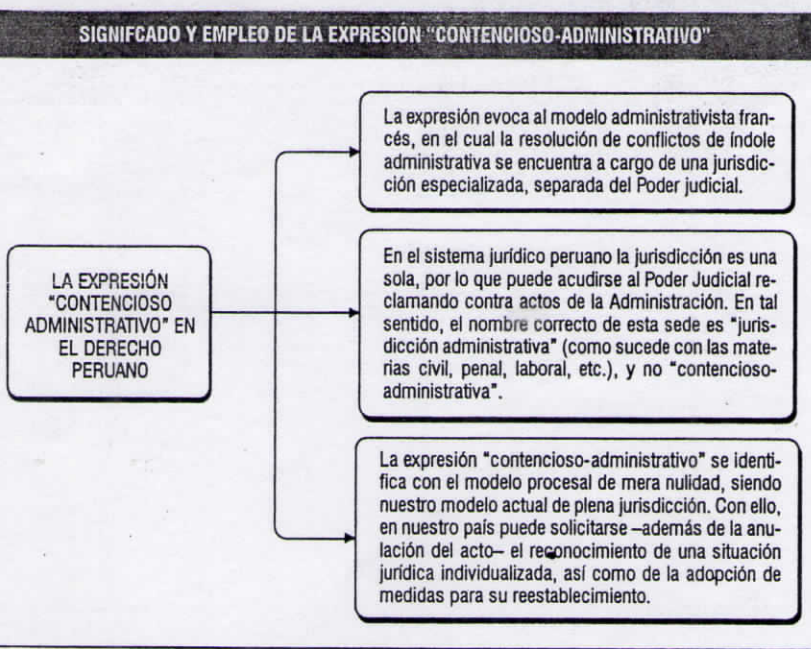 SIGNIFCADO Y EMPLEO DE LA EXPRESIÓN "CONTENCIOSO-ADMINISTRATIVO"
LA EXPRESIÓN
"CONTENCIOSO
ADMINISTRATIVO" EN
EL DERECHO
PERUANO
La expresión evoca al modelo administrativista fran-
cés, en el cual la resolución de conflictos de índole
administrativa se encuentra a cargo de una jurisdic-
ción especializada, separada del Poder judicial.
En el sistema jurídico peruano la jurisdicción es una
sola, por lo que puede acudirse al Poder Judicial re-
clamando contra actos de la Administración. En tal
sentido, el nombre correcto de esta sede es "juris-
dicción administrativa" (como sucede con las mate-
rias civil, penal, laboral, etc.), y no "contencioso-
administrativa".
La expresión "contencioso-administrativo" se identi-
fica con el modelo procesal de mera nulidad, siendo
nuestro modelo actual de plena jurisdicción. Con ello,
en nuestro país puede solicitarse –además de la anu-
lación del acto– el reconocimiento de una situación
jurídica individualizada, así como de la adopción de
medidas para su reestablecimiento.